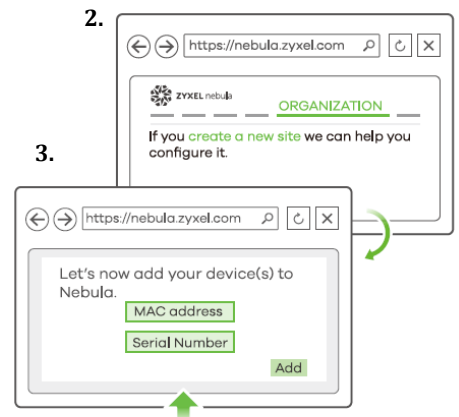 2.
https://nebula.zyxel.com
ZYXEL nebula
ORGANIZATION
If you create a new site we can help you
configure it.
3.
https://nebula.zyxel.com
Let's now add your device(s) to
Nebula.
MAC address
Serial Number
Add